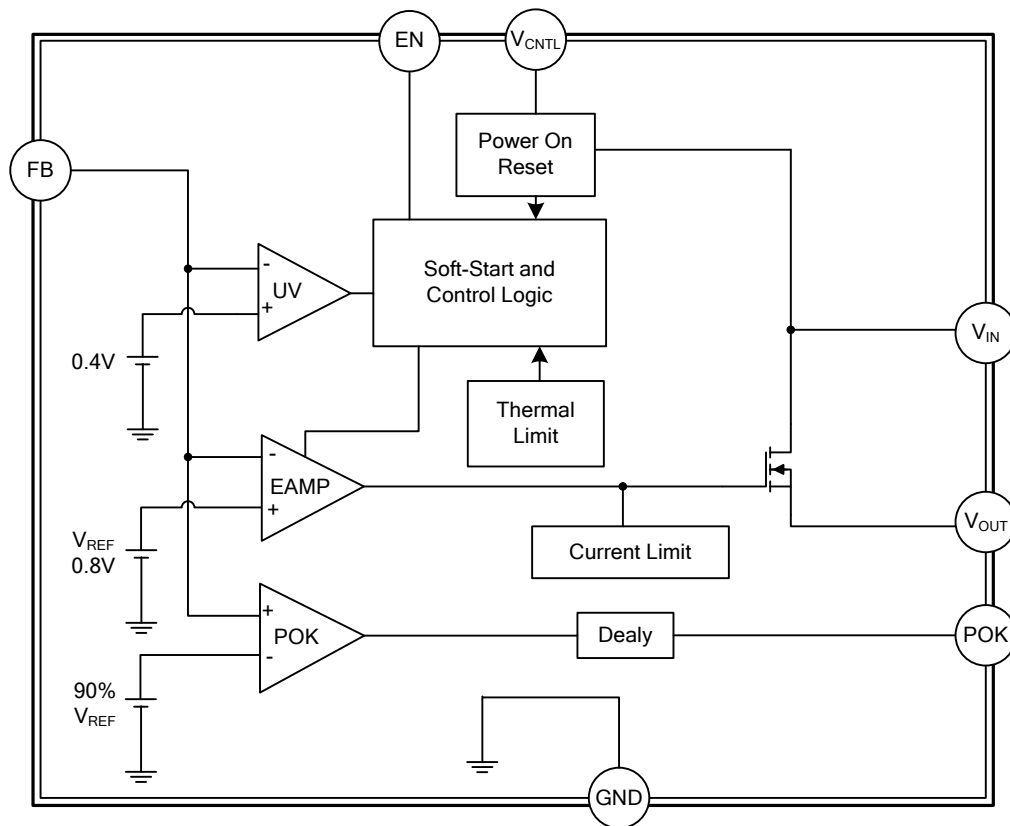 EN
VCNTL
Power On
Reset
FB
Soft-Start and
Control Logic
-
UV
+
0.4V
VIN
Thermal
Limit
-
EAMP
+
VREF
0.8V
VOUT
Current Limit
+
POK
-
Dealy
POK
90%
VREF
GND